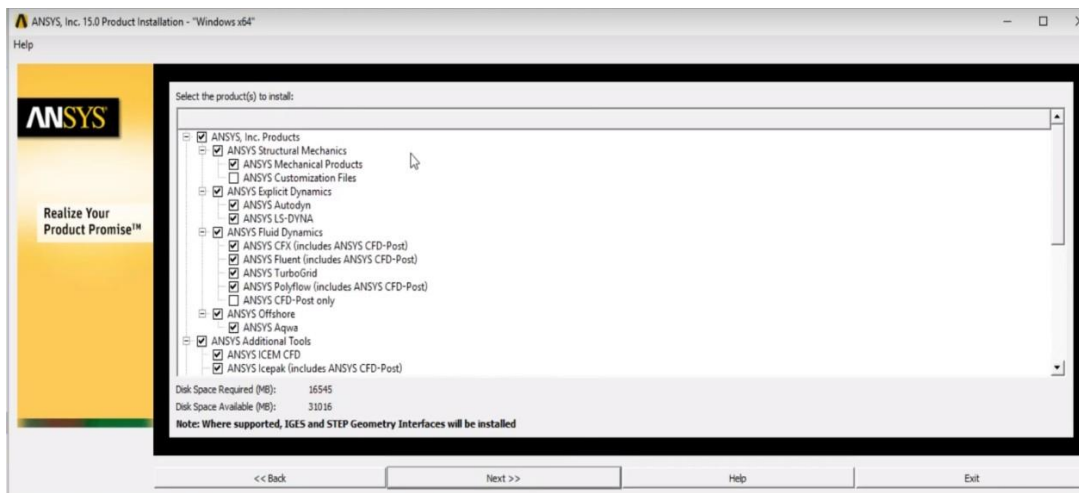 ANSYS, Inc. 15.0 Product Installation - "Windows x64"
Help
ANSYS
Realize Your
Product Promise™
Select the product(s) to install:
ANSYS, Inc. Products
ANSYS Structural Mechanics
ANSYS Mechanical Products
ANSYS Customization Files
ANSYS Explicit Dynamics
ANSYS Autodyn
ANSYS LS-DYNA
ANSYS Fluid Dynamics
ANSYS CFX (includes ANSYS CFD-Post)
ANSYS Fluent (includes ANSYS CFD-Post)
ANSYS TurboGrid
ANSYS Polyflow (includes ANSYS CFD-Post)
ANSYS CFD-Post only
ANSYS Offshore
ANSYS Aqwa
ANSYS Additional Tools
ANSYS ICEM CFD
ANSYS Icepak (includes ANSYS CFD-Post)
Disk Space Required (MB): 16545
Disk Space Available (MB): 31016
Note: Where supported, IGES and STEP Geometry Interfaces will be installed
<< Back Next >> Help Exit